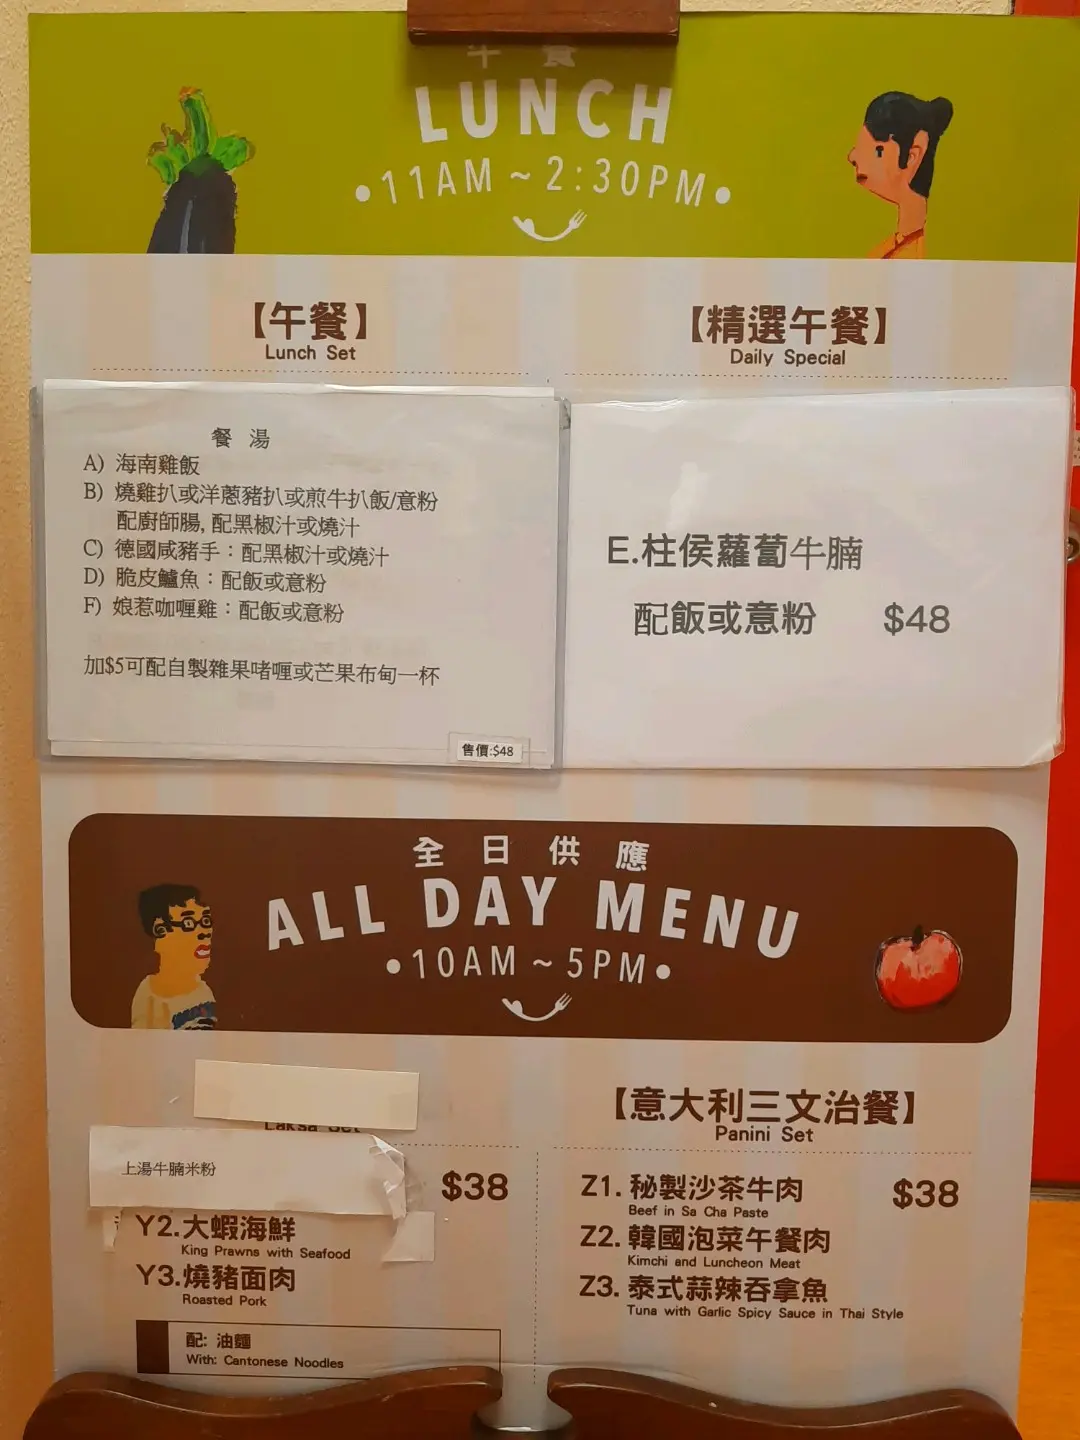 午 食
LUNCH
•11AM ~ 2:30PM•
【午餐】
Lunch Set
【精選午餐】
Daily Special
餐 湯
A) 海南雞飯
B) 燒雞扒或洋蔥豬扒或煎牛扒飯/意粉
配廚師腸, 配黑椒汁或燒汁
C) 德國咸豬手：配黑椒汁或燒汁
D) 脆皮鱸魚：配飯或意粉
F) 娘惹咖喱雞：配飯或意粉
加$5可配自製雜果啫喱或芒果布甸一杯
售價:$48
E.柱侯蘿蔔牛腩
配飯或意粉 $48
全日供應
ALL DAY MENU
•10AM ~ 5PM•
Laksa Set
上湯牛腩米粉
$38
Y2.大蝦海鮮
King Prawns with Seafood
Y3.燒豬面肉
Roasted Pork
配: 油麵
With: Cantonese Noodles
【意大利三文治餐】
Panini Set
Z1. 秘製沙茶牛肉 $38
Beef in Sa Cha Paste
Z2. 韓國泡菜午餐肉
Kimchi and Luncheon Meat
Z3. 泰式蒜辣吞拿魚
Tuna with Garlic Spicy Sauce in Thai Style